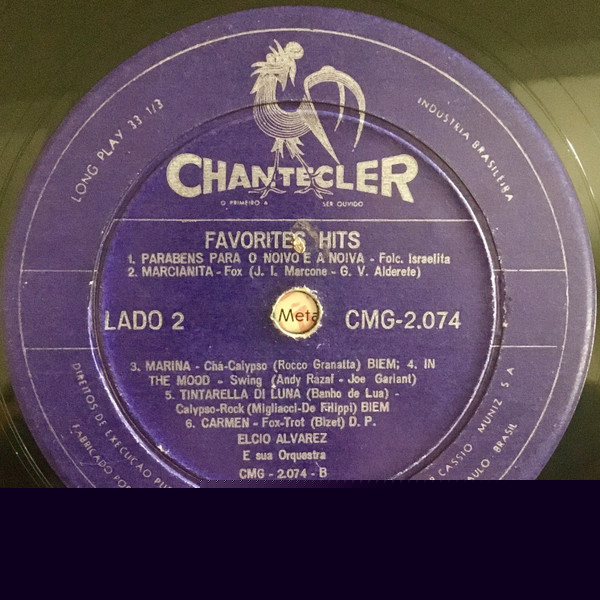 LONG PLAY 33 1/3
INDUSTRIA BRASILEIRA
CHANTECLER
O PRIMEIRO A SER OUVIDO
FAVORITES HITS
1. PARABENS PARA O NOIVO E A NOIVA - Folc. Israelita
2. MARCIANITA - Fox (J. I. Marcone - G. V. Alderete)
LADO 2
Meta
CMG-2.074
3. MARINA - Chá-Calypso (Rocco Granatta) BIEM; 4. IN
THE MOOD - Swing (Andy Razaf - Joe Garlant)
5. TINTARELLA DI LUNA (Banho de Lua) -
Calypso-Rock (Migliacci-De Filippi) BIEM
6. CARMEN - Fox-Trot (Bizet) D. P.
ELCIO ALVAREZ
E sua Orquestra
CMG - 2.074 - B
DIREITOS DE EXECUÇÃO
FABRICADO POR
CASSIO MUNIZ S A
PAULO. BRASIL